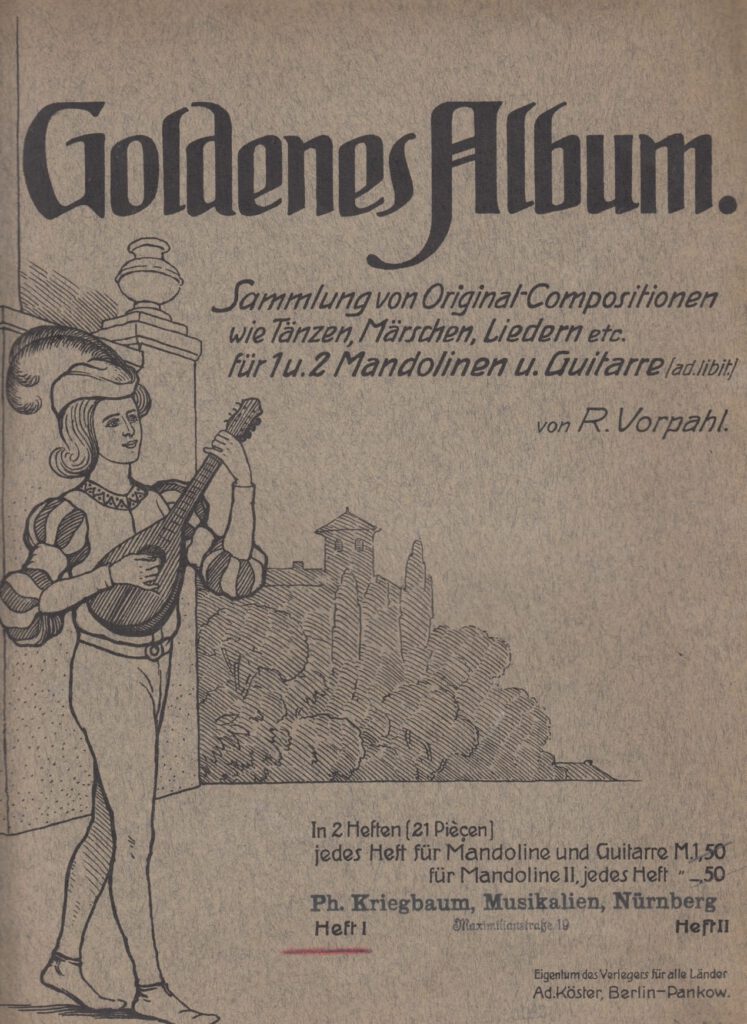 Goldenes Album.
Sammlung von Original-Compositionen
wie Tänzen, Märschen, Liedern etc.
für 1 u. 2 Mandolinen u. Guitarre (ad. libit)
von R. Vorpahl.
In 2 Heften (21 Pièçen)
jedes Heft für Mandoline und Guitarre M. 1,50
für Mandoline II, jedes Heft " –,50
Ph. Kriegbaum, Musikalien, Nürnberg
Maximilianstraße 19
Heft I
Heft II
Eigentum des Verlegers für alle Länder
Ad. Köster, Berlin–Pankow.